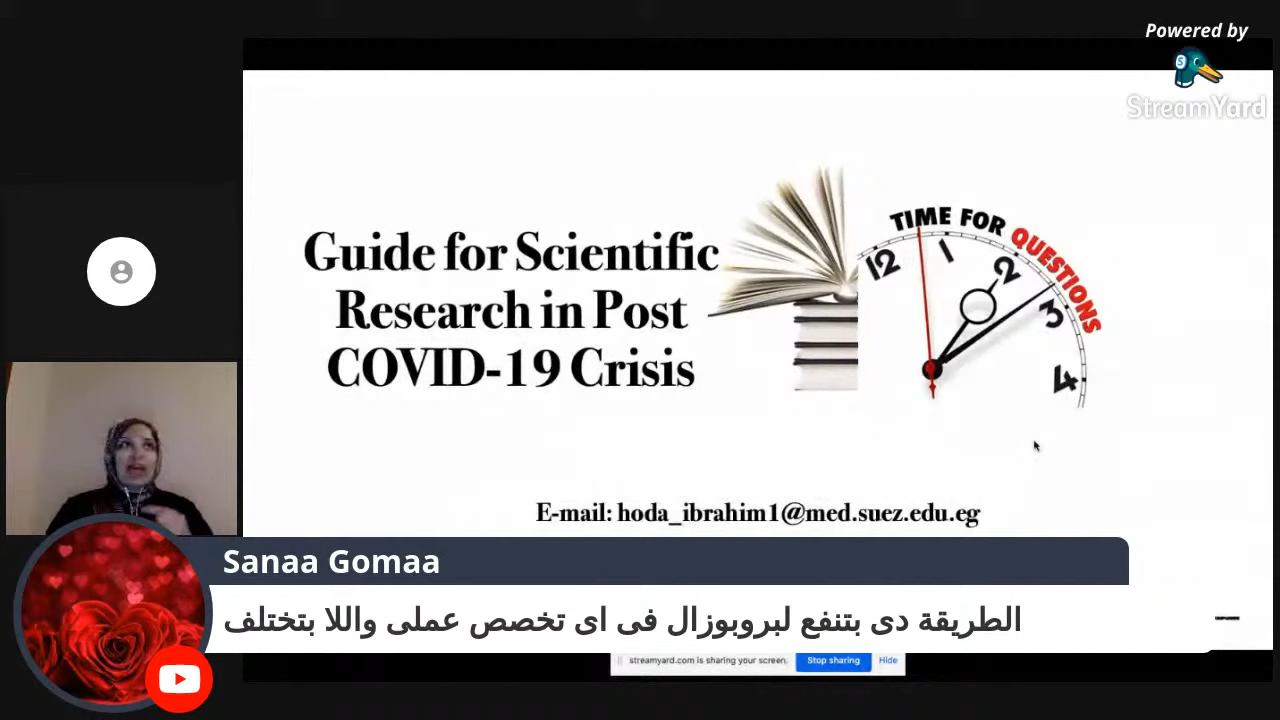 Powered by
StreamYard
Guide for Scientific
Research in Post
COVID-19 Crisis
TIME FOR QUESTIONS
12
1
2
3
4
E-mail: hoda_ibrahim1@med.suez.edu.eg
Sanaa Gomaa
الطريقة دى بتنفع لبروبوزال فى اى تخصص عملى واللا بتختلف
streamyard.com is sharing your screen.
Stop sharing
Hide